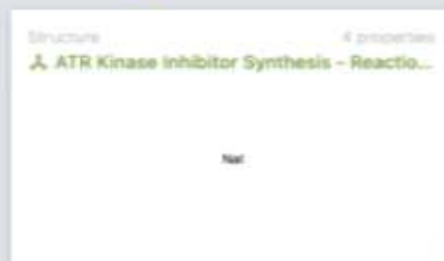 Structure
4 properties
ATR Kinase Inhibitor Synthesis - Reactio...
NaI